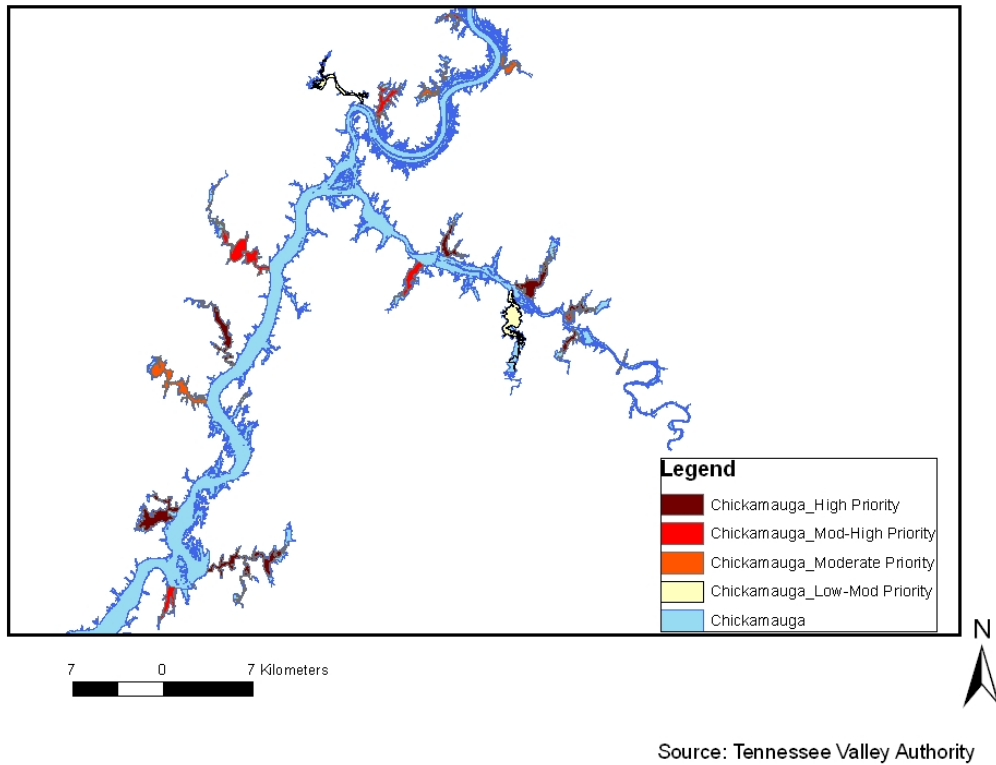 Legend
Chickamauga_High Priority
Chickamauga_Mod-High Priority
Chickamauga_Moderate Priority
Chickamauga_Low-Mod Priority
Chickamauga
7 0 7 Kilometers
N
Source: Tennessee Valley Authority